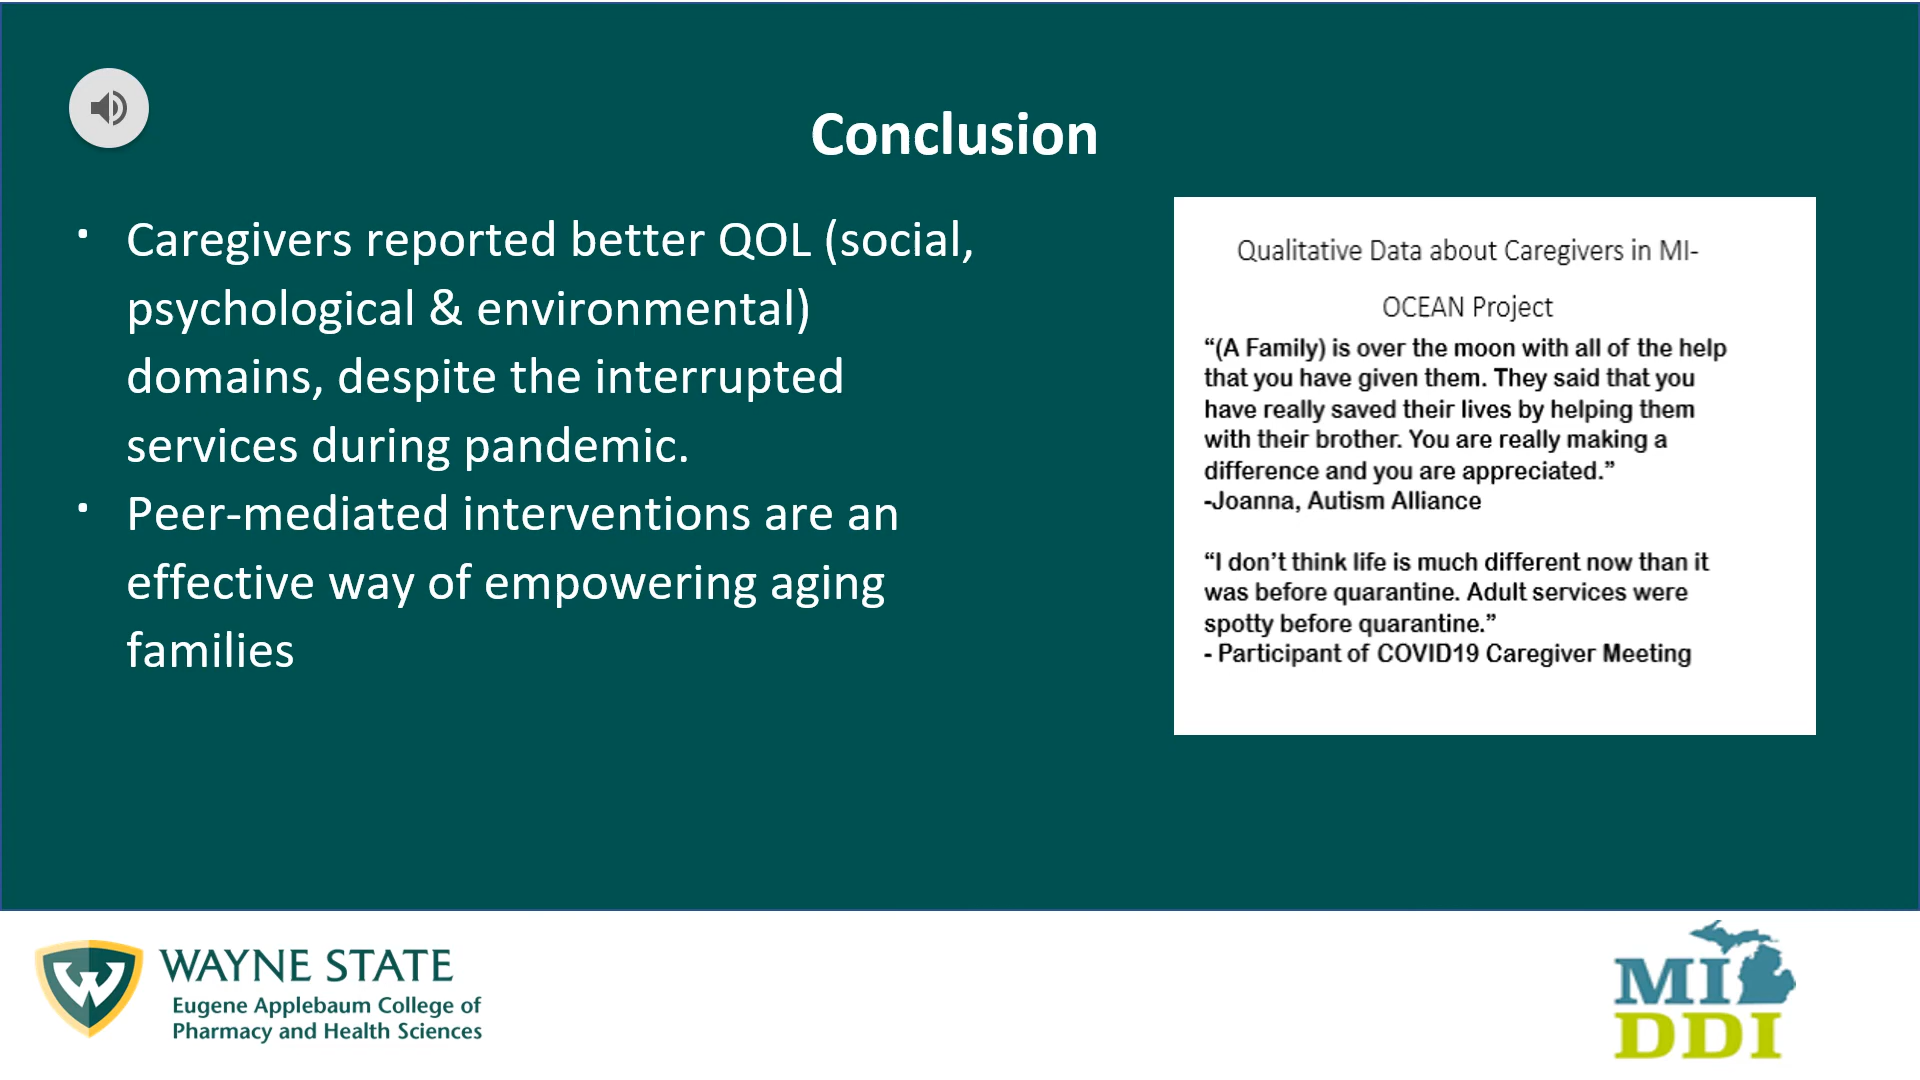 Conclusion
• Caregivers reported better QOL (social,
psychological & environmental)
domains, despite the interrupted
services during pandemic.
• Peer-mediated interventions are an
effective way of empowering aging
families
Qualitative Data about Caregivers in MI-
OCEAN Project
“(A Family) is over the moon with all of the help
that you have given them. They said that you
have really saved their lives by helping them
with their brother. You are really making a
difference and you are appreciated.”
-Joanna, Autism Alliance
“I don’t think life is much different now than it
was before quarantine. Adult services were
spotty before quarantine.”
- Participant of COVID19 Caregiver Meeting
W
WAYNE STATE
Eugene Applebaum College of
Pharmacy and Health Sciences
MI
DDI